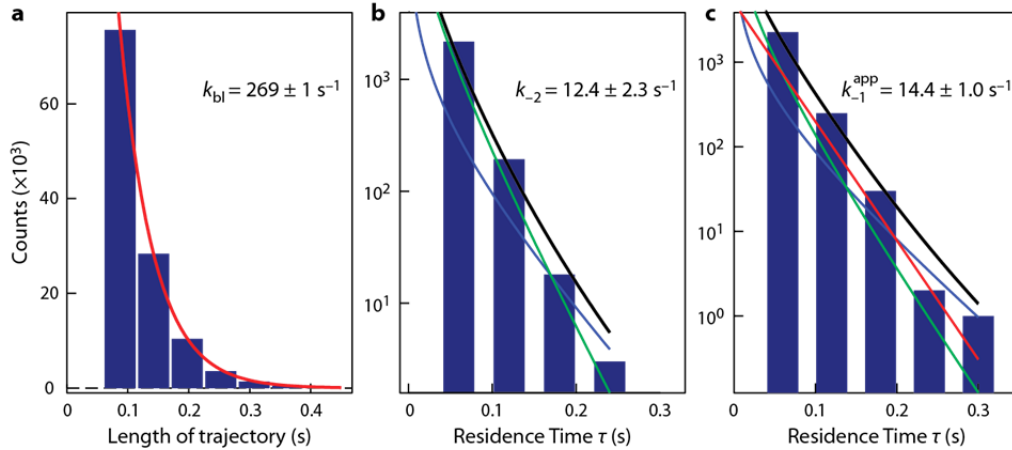 a
b
c
Counts (×10³)
60
40
20
0
0
0.1
0.2
0.3
0.4
Length of trajectory (s)
k_bl = 269 ± 1 s⁻¹
10³
10²
10¹
0
0.1
0.2
0.3
Residence Time τ (s)
k₋₂ = 12.4 ± 2.3 s⁻¹
10³
10²
10¹
10⁰
0
0.1
0.2
0.3
Residence Time τ (s)
k₋₁^app = 14.4 ± 1.0 s⁻¹